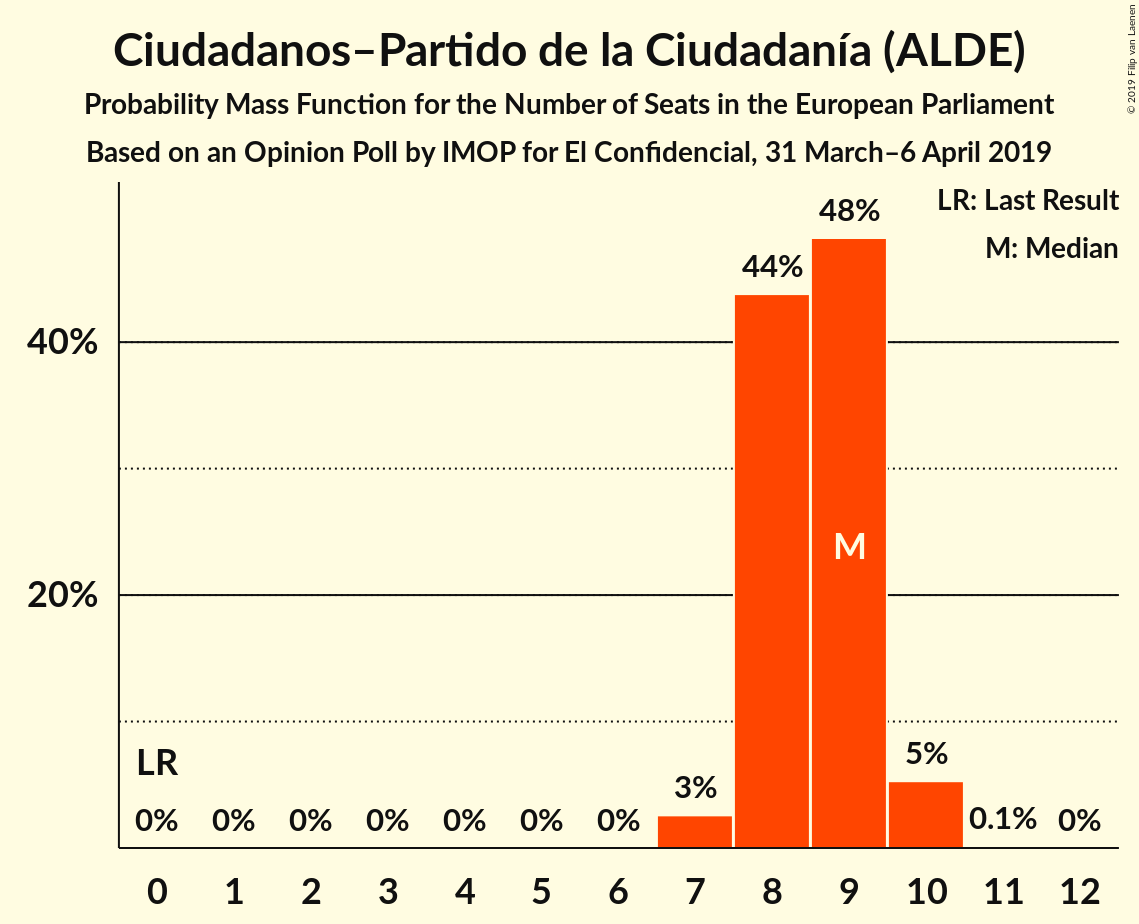 Ciudadanos–Partido de la Ciudadanía (ALDE)
Probability Mass Function for the Number of Seats in the European Parliament
Based on an Opinion Poll by IMOP for El Confidencial, 31 March–6 April 2019
© 2019 Filip van Laenen
LR: Last Result
M: Median
48%
44%
40%
M
20%
LR
5%
3%
0% 0% 0% 0% 0% 0% 0% 0.1% 0%
0 1 2 3 4 5 6 7 8 9 10 11 12